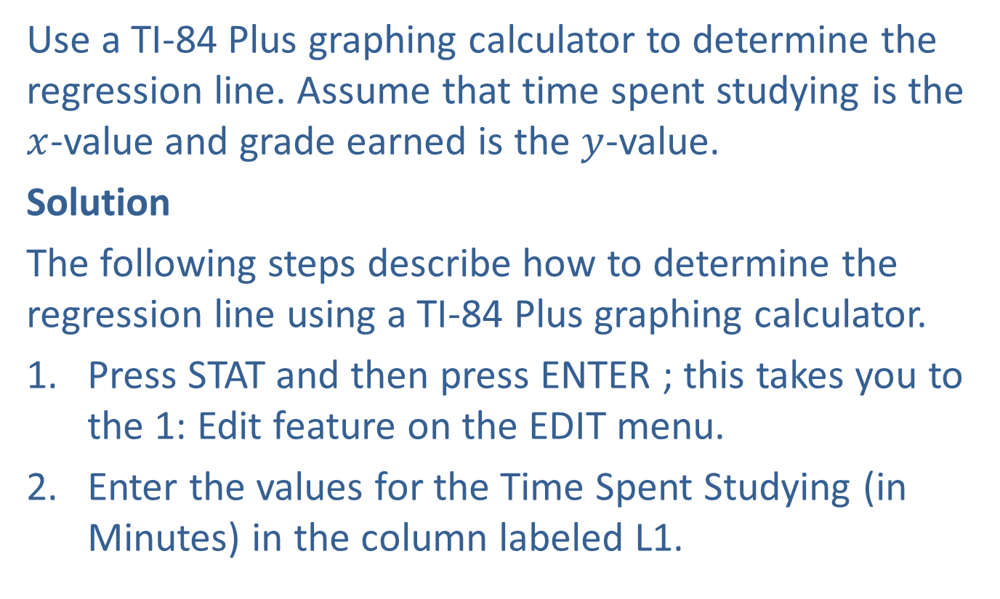 Use a TI-84 Plus graphing calculator to determine the
regression line. Assume that time spent studying is the
x-value and grade earned is the y-value.
Solution
The following steps describe how to determine the
regression line using a TI-84 Plus graphing calculator.
1. Press STAT and then press ENTER ; this takes you to
the 1: Edit feature on the EDIT menu.
2. Enter the values for the Time Spent Studying (in
Minutes) in the column labeled L1.